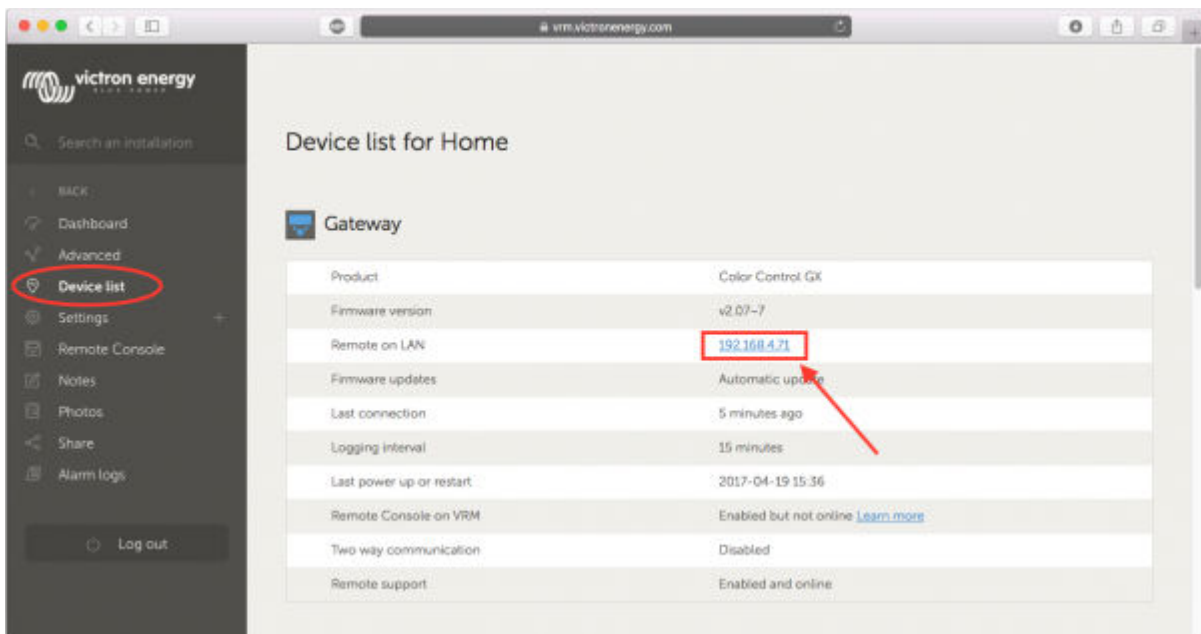 vrm.victronenergy.com
victron energy
BLUE POWER
Search an installation
BACK
Dashboard
Advanced
Device list
Settings
Remote Console
Notes
Photos
Share
Alarm logs
Log out
Device list for Home
Gateway
Product Color Control GX
Firmware version v2.07~7
Remote on LAN 192.168.4.71
Firmware updates Automatic update
Last connection 5 minutes ago
Logging interval 15 minutes
Last power up or restart 2017-04-19 15:36
Remote Console on VRM Enabled but not online Learn more
Two way communication Disabled
Remote support Enabled and online